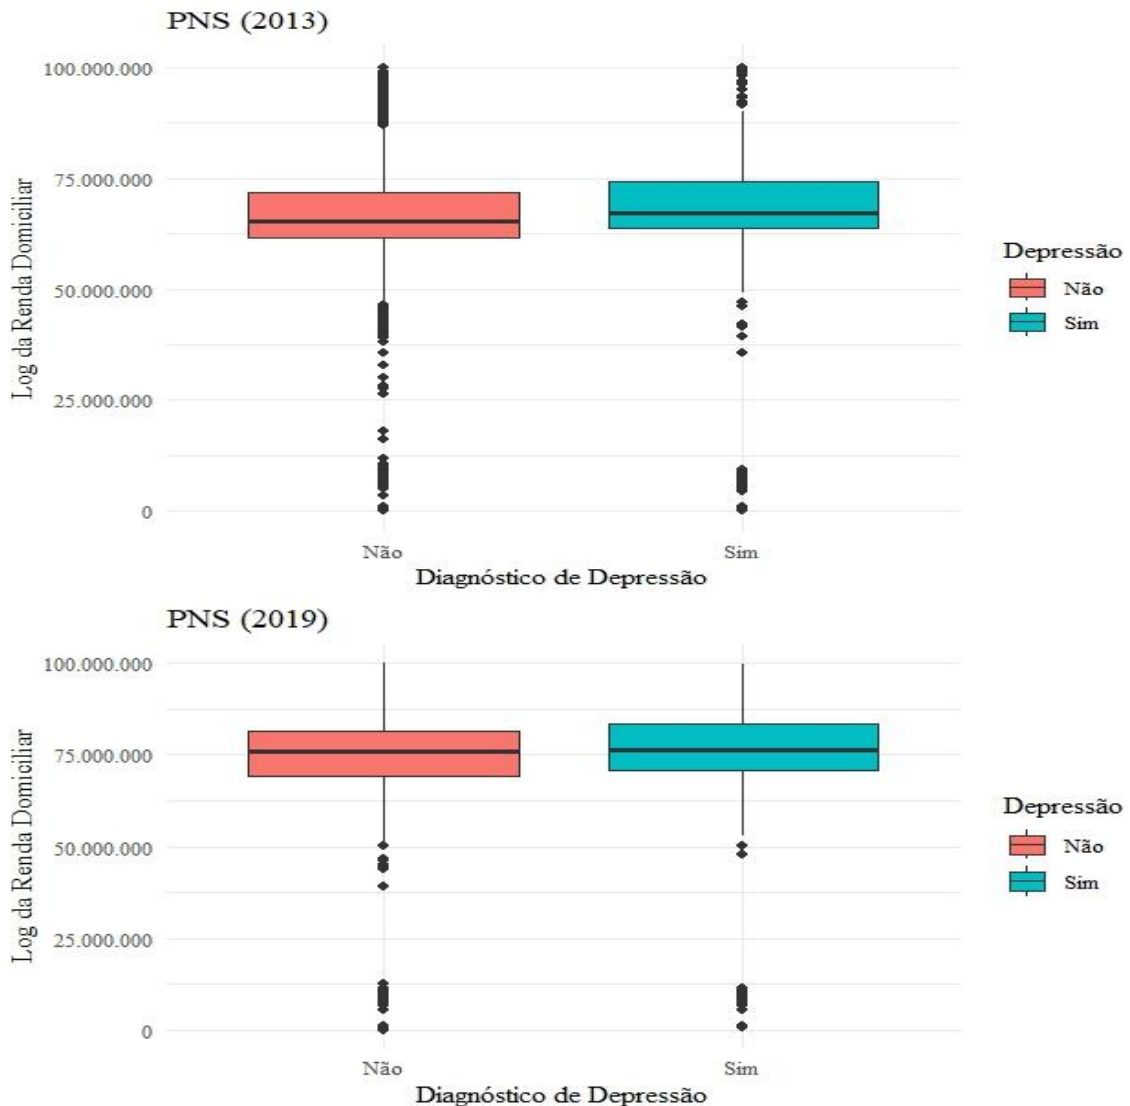 PNS (2013)
100.000.000
75.000.000
50.000.000
25.000.000
0
Log da Renda Domiciliar
Não
Sim
Diagnóstico de Depressão
Depressão
Não
Sim
PNS (2019)
100.000.000
75.000.000
50.000.000
25.000.000
0
Log da Renda Domiciliar
Não
Sim
Diagnóstico de Depressão
Depressão
Não
Sim